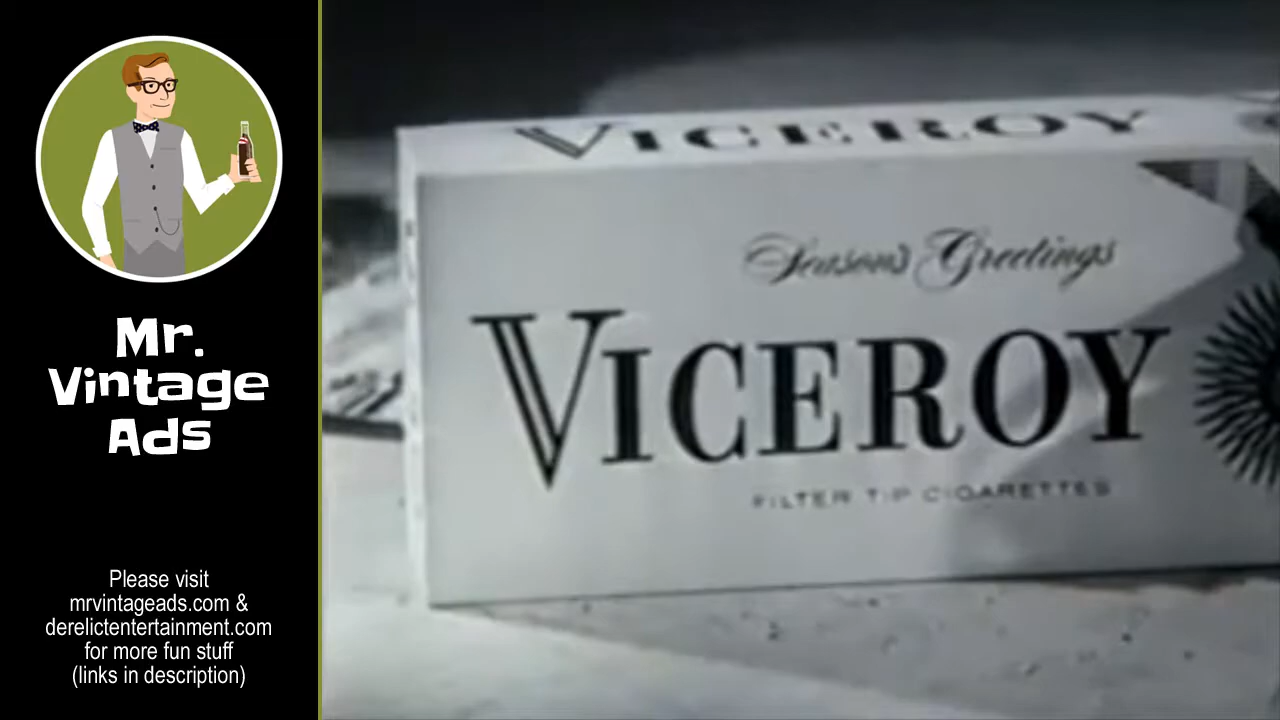 Mr.
Vintage
Ads
Please visit
mrvintageads.com &
derelictentertainment.com
for more fun stuff
(links in description)
VICEROY
Season's Greetings
VICEROY
FILTER TIP CIGARETTES